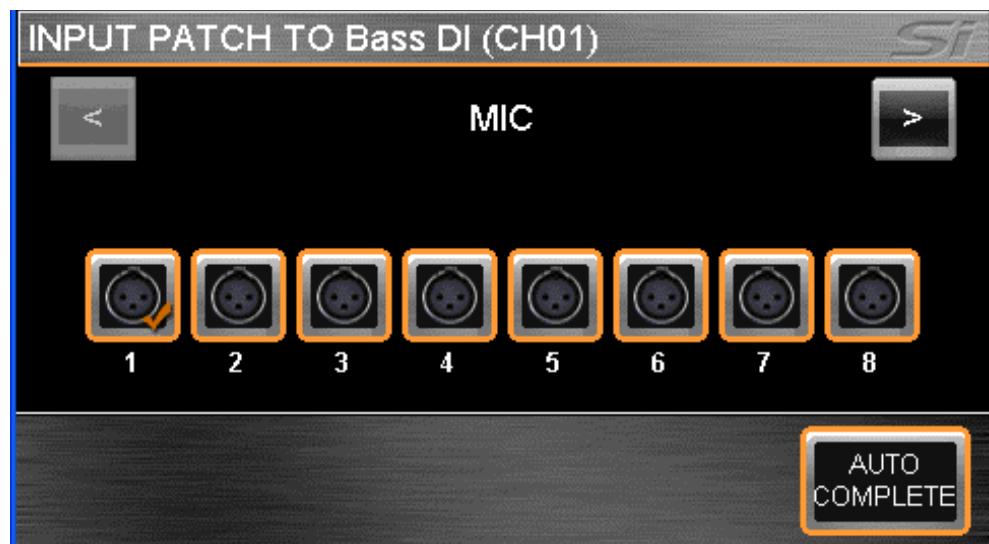 INPUT PATCH TO Bass DI (CH01)
Si
<
MIC
>
1 2 3 4 5 6 7 8
AUTO
COMPLETE